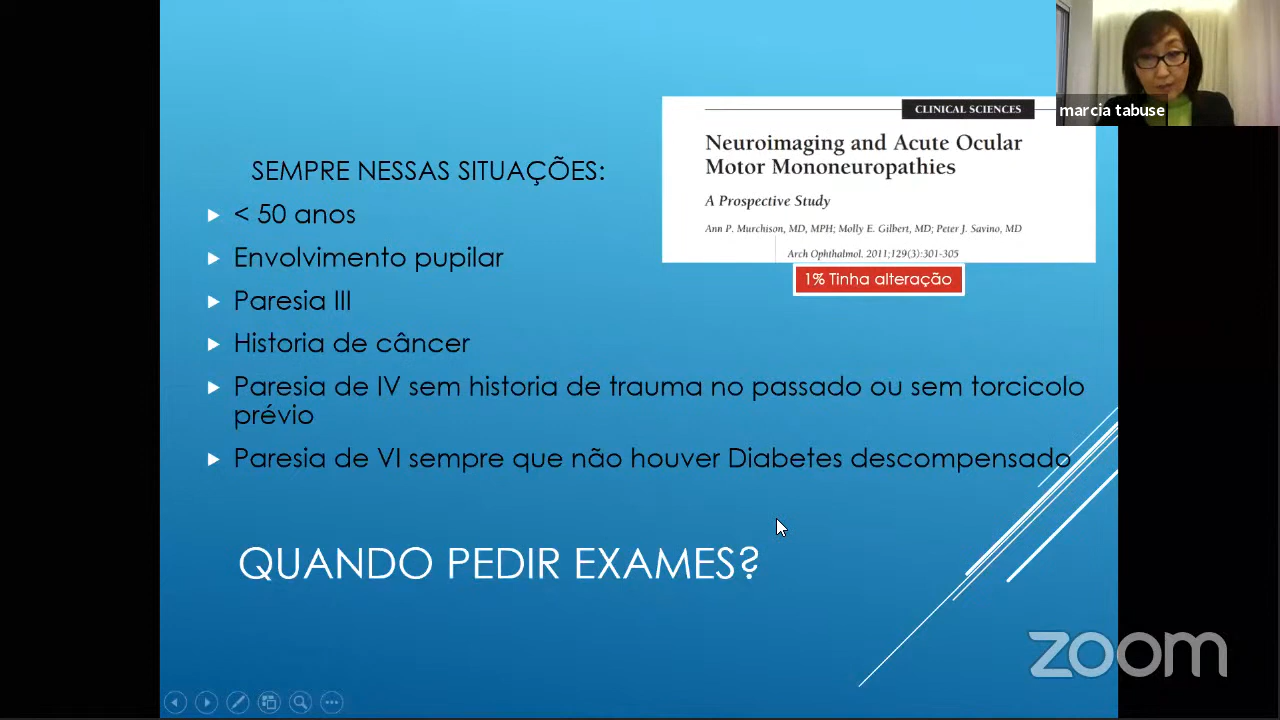 marcia tabuse
CLINICAL SCIENCES
Neuroimaging and Acute Ocular
Motor Mononeuropathies
A Prospective Study
Ann P. Murchison, MD, MPH; Molly E. Gilbert, MD; Peter J. Savino, MD
Arch Ophthalmol. 2011;129(3):301-305
1% Tinha alteração
SEMPRE NESSAS SITUAÇÕES:
< 50 anos
Envolvimento pupilar
Paresia III
Historia de câncer
Paresia de IV sem historia de trauma no passado ou sem torcicolo
prévio
Paresia de VI sempre que não houver Diabetes descompensado
QUANDO PEDIR EXAMES?
zoom